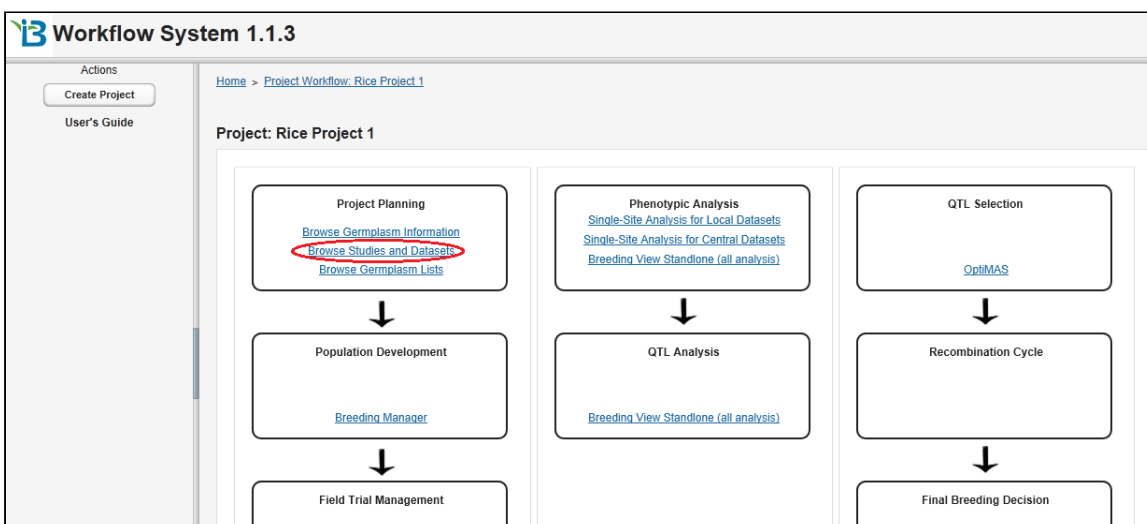 iB Workflow System 1.1.3
Actions
Create Project
User's Guide
Home > Project Workflow: Rice Project 1
Project: Rice Project 1
Project Planning
Browse Germplasm Information
Browse Studies and Datasets
Browse Germplasm Lists
Population Development
Breeding Manager
Field Trial Management
Phenotypic Analysis
Single-Site Analysis for Local Datasets
Single-Site Analysis for Central Datasets
Breeding View Standlone (all analysis)
QTL Analysis
Breeding View Standlone (all analysis)
QTL Selection
OptiMAS
Recombination Cycle
Final Breeding Decision